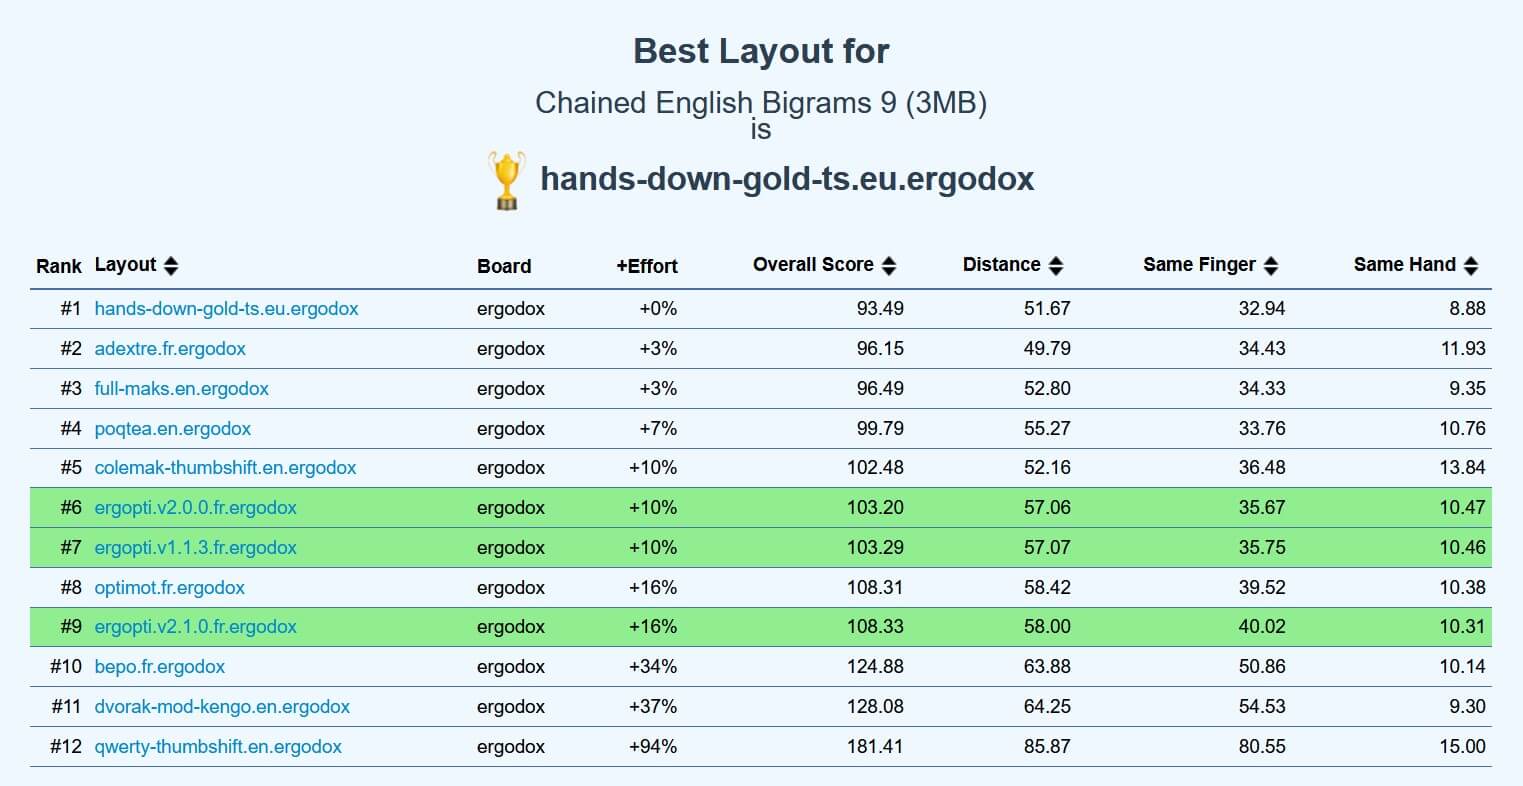 Best Layout for
Chained English Bigrams 9 (3MB)
is
hands-down-gold-ts.eu.ergodox
Rank Layout Board +Effort Overall Score Distance Same Finger Same Hand
#1 hands-down-gold-ts.eu.ergodox ergodox +0% 93.49 51.67 32.94 8.88
#2 adextre.fr.ergodox ergodox +3% 96.15 49.79 34.43 11.93
#3 full-maks.en.ergodox ergodox +3% 96.49 52.80 34.33 9.35
#4 poqtea.en.ergodox ergodox +7% 99.79 55.27 33.76 10.76
#5 colemak-thumbshift.en.ergodox ergodox +10% 102.48 52.16 36.48 13.84
#6 ergopti.v2.0.0.fr.ergodox ergodox +10% 103.20 57.06 35.67 10.47
#7 ergopti.v1.1.3.fr.ergodox ergodox +10% 103.29 57.07 35.75 10.46
#8 optimot.fr.ergodox ergodox +16% 108.31 58.42 39.52 10.38
#9 ergopti.v2.1.0.fr.ergodox ergodox +16% 108.33 58.00 40.02 10.31
#10 bepo.fr.ergodox ergodox +34% 124.88 63.88 50.86 10.14
#11 dvorak-mod-kengo.en.ergodox ergodox +37% 128.08 64.25 54.53 9.30
#12 qwerty-thumbshift.en.ergodox ergodox +94% 181.41 85.87 80.55 15.00